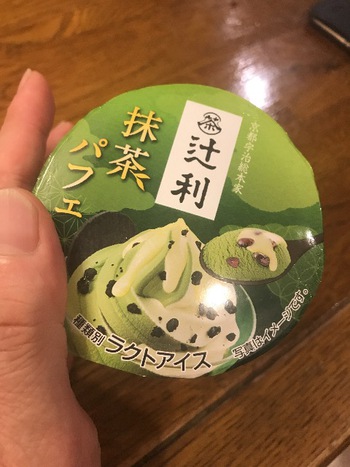 京都宇治総本家
茶
辻利
抹茶
パフェ
種類別 ラクトアイス
写真はイメージです。